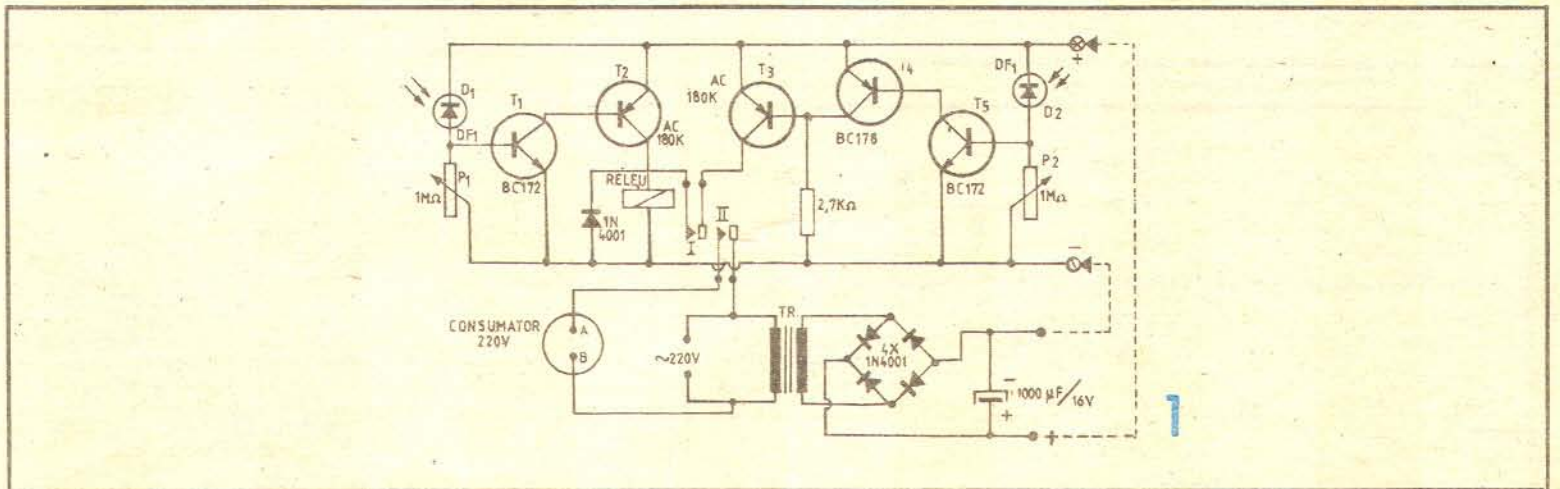 D1
DF1
P1
1MΩ
T1
BC172
T2
AC
180K
RELEU
1N
4001
I
II
AC
180K
T3
T4
BC178
2,7KΩ
T5
BC172
DF1
D2
P2
1MΩ
+
−
CONSUMATOR
220V
A
B
~220V
TR
4X
1N4001
−
1000 µF/16V
+
+
1